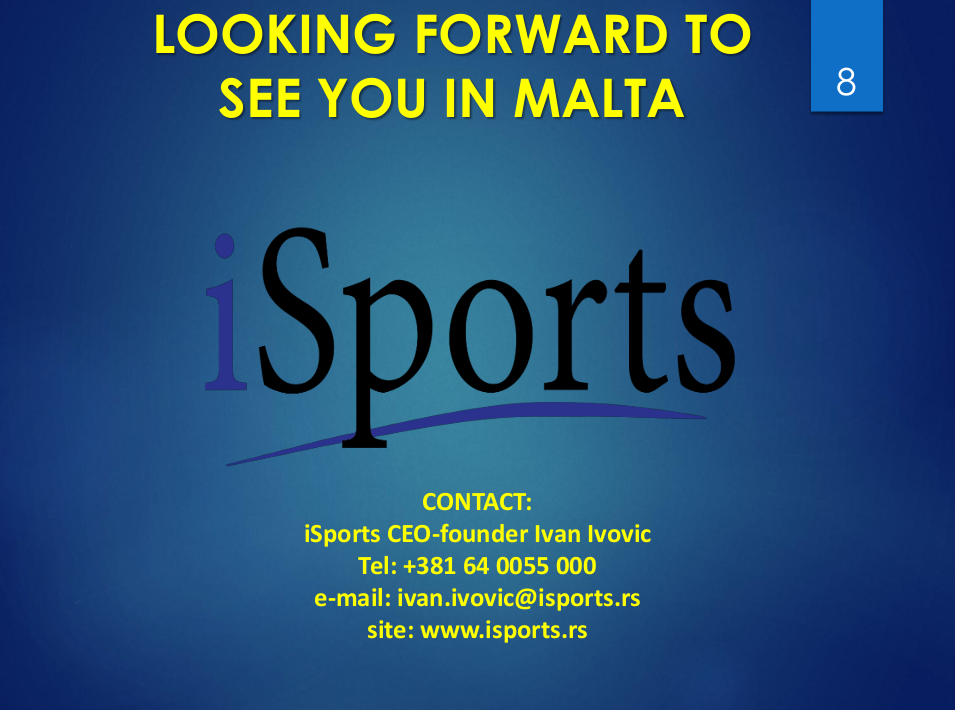 LOOKING FORWARD TO
SEE YOU IN MALTA
8
iSports
CONTACT:
iSports CEO-founder Ivan Ivovic
Tel: +381 64 0055 000
e-mail: ivan.ivovic@isports.rs
site: www.isports.rs